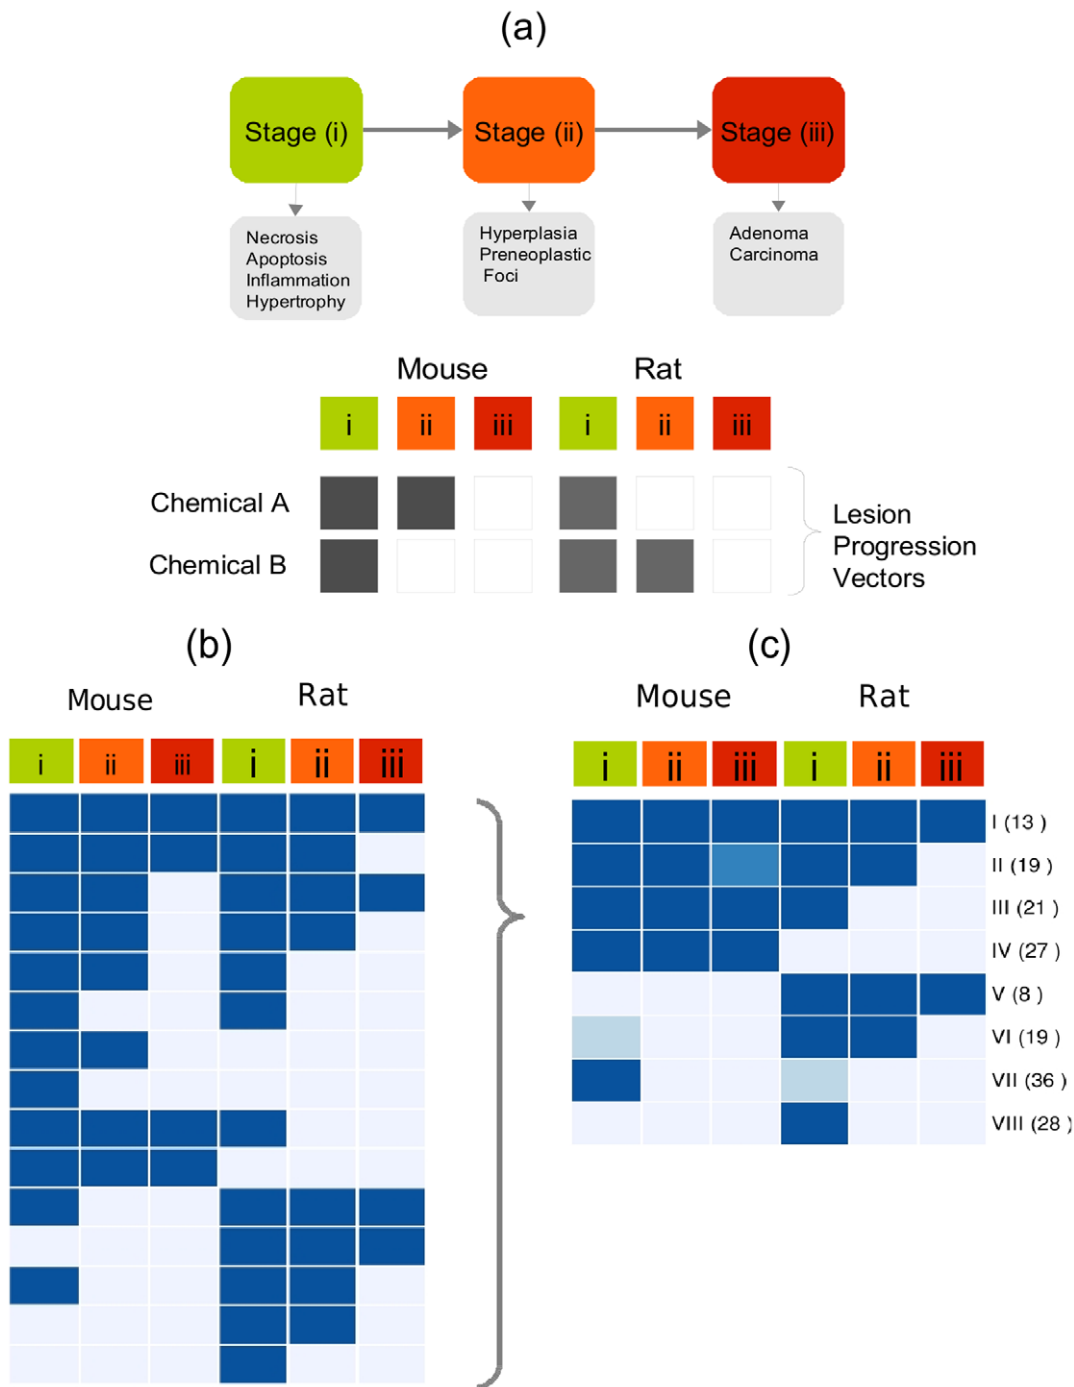 (a)
Stage (i)
Stage (ii)
Stage (iii)
Necrosis
Apoptosis
Inflammation
Hypertrophy
Hyperplasia
Preneoplastic
Foci
Adenoma
Carcinoma
Mouse
Rat
i ii iii i ii iii
Chemical A
Chemical B
Lesion
Progression
Vectors
(b)
Mouse
Rat
i ii iii i ii iii
(c)
Mouse
Rat
i ii iii i ii iii
I (13 )
II (19 )
III (21 )
IV (27 )
V (8 )
VI (19 )
VII (36 )
VIII (28 )